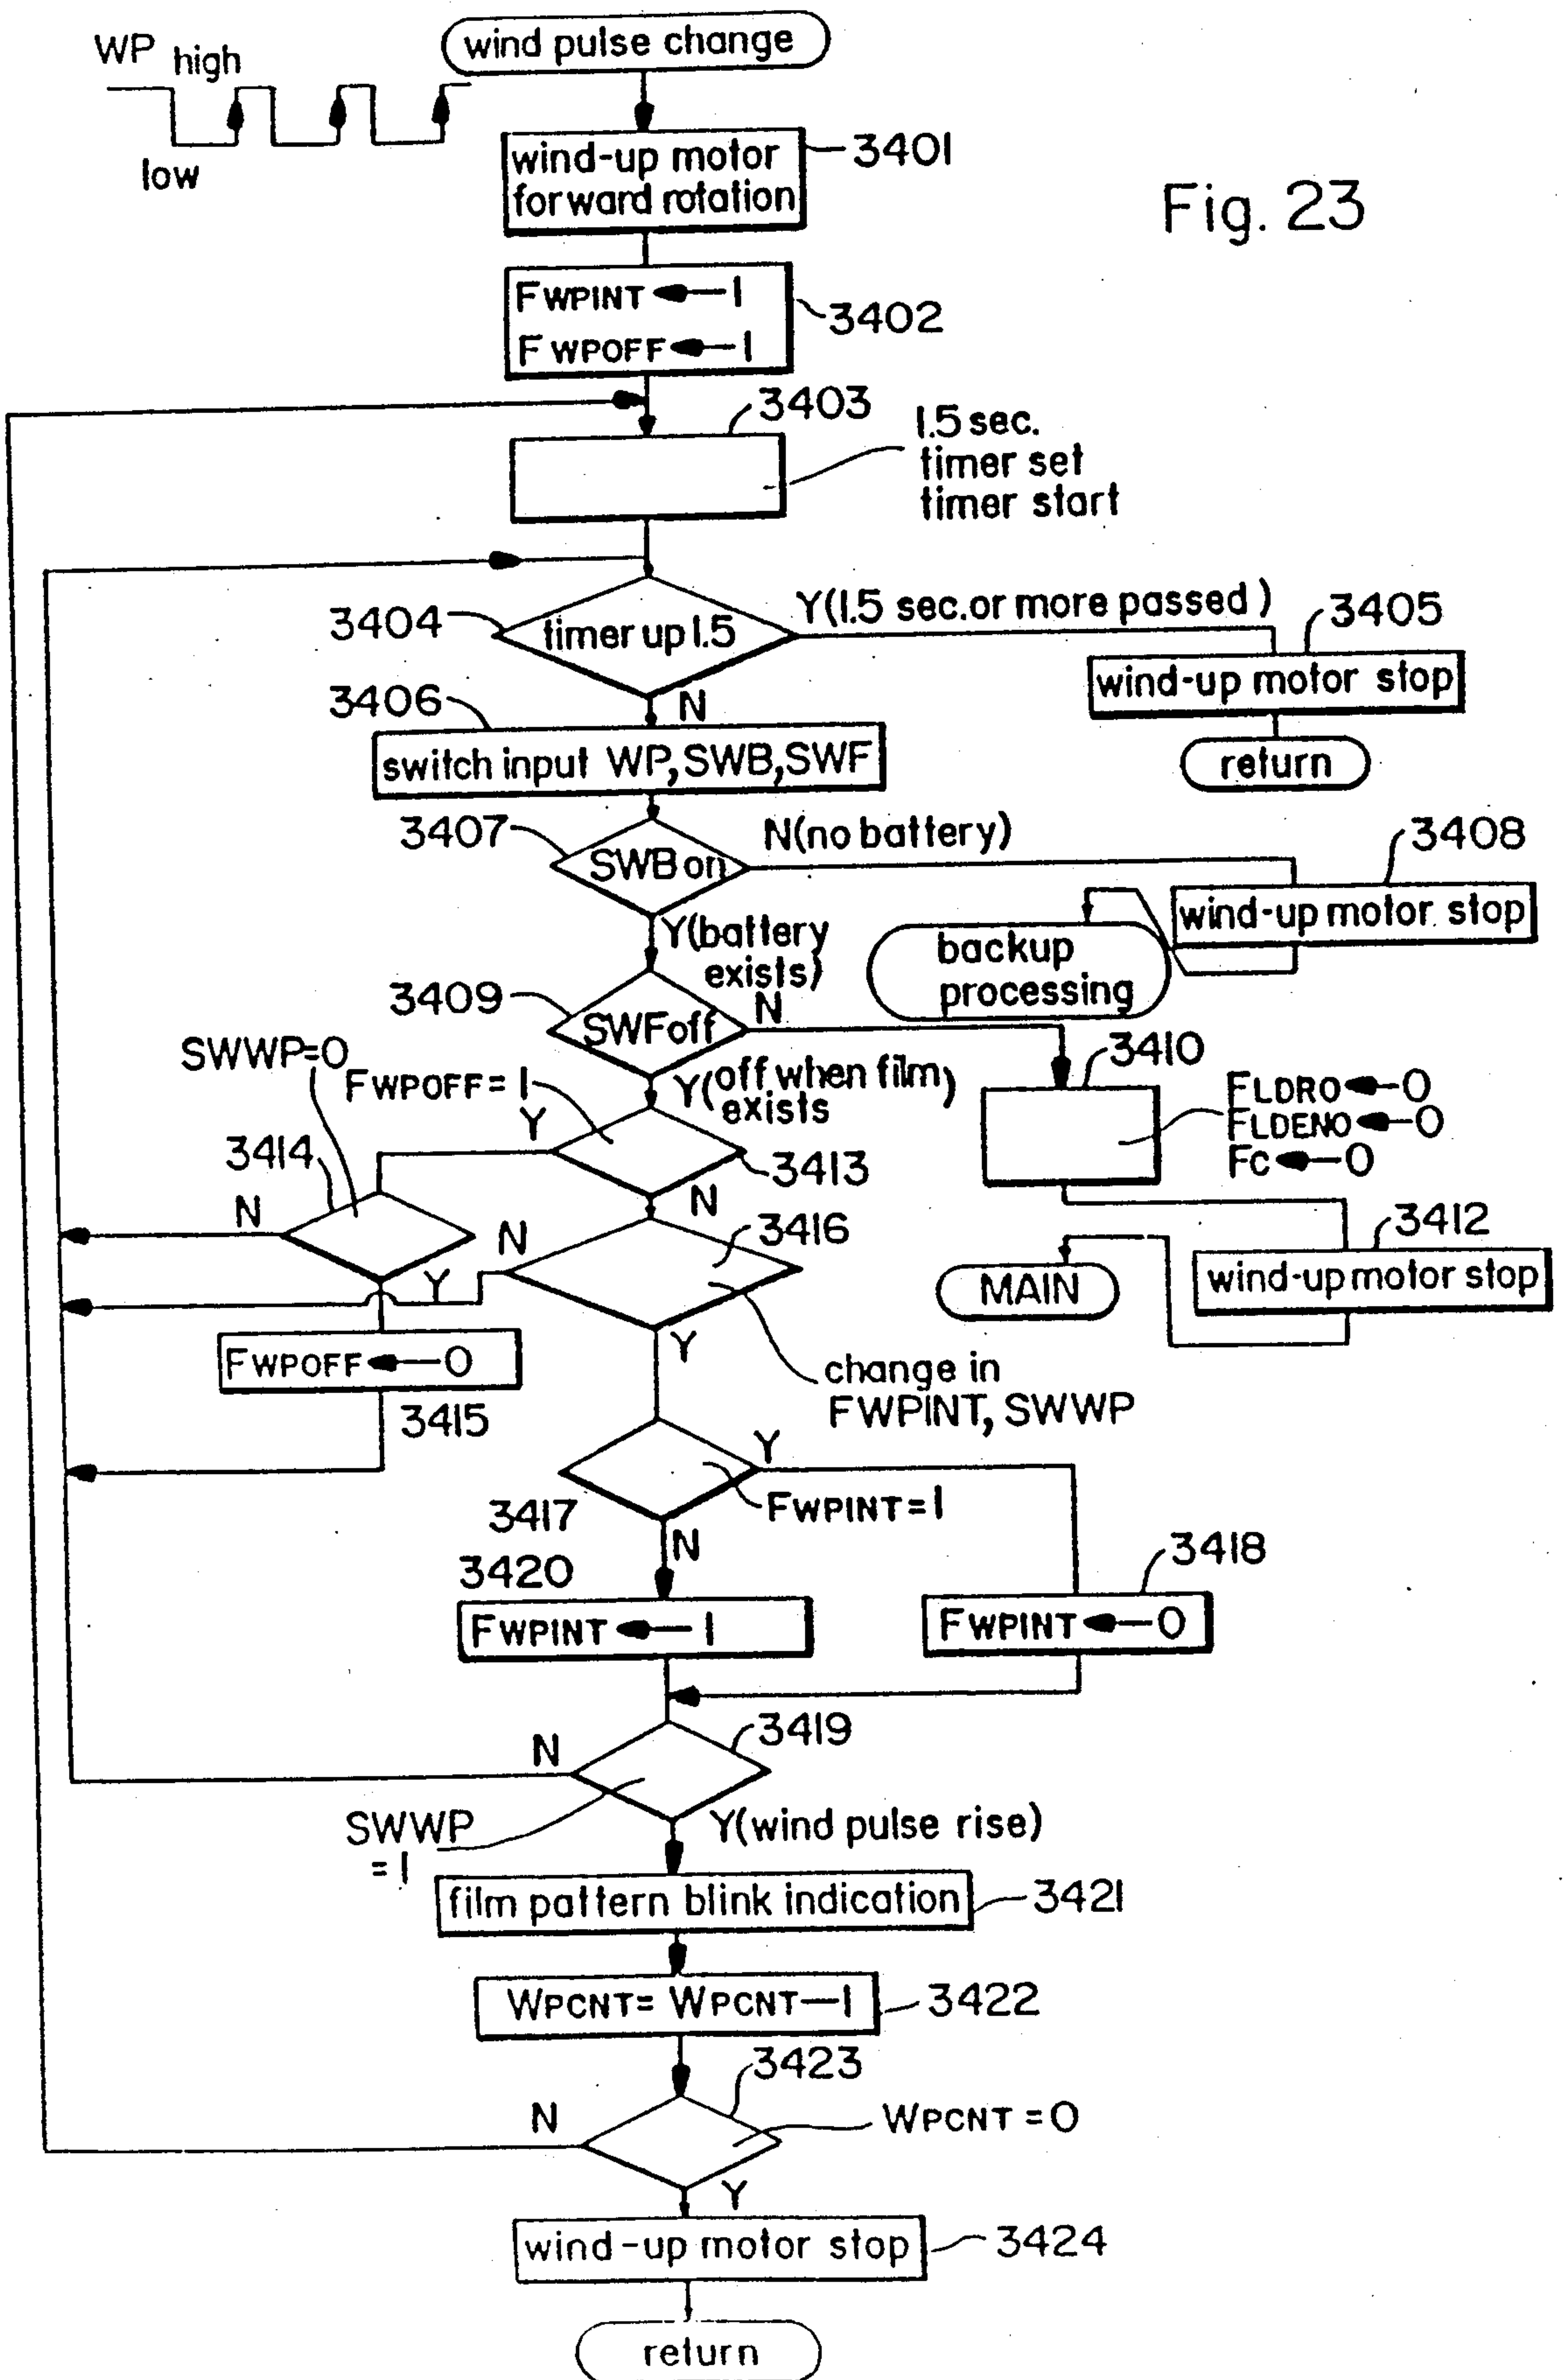 WP high
low
wind pulse change
wind-up motor
forward rotation
3401
Fig. 23
FWPINT ← 1
FWPOFF ← 1
3402
3403
1.5 sec.
timer set
timer start
3404
timer up 1.5
Y(1.5 sec. or more passed)
3405
wind-up motor stop
return
N
3406
switch input WP, SWB, SWF
3407
SWB on
N(no battery)
3408
wind-up motor stop
backup
processing
Y(battery
exists)
3409
SWF off
N
3410
FLDRO ← 0
FLDENO ← 0
FC ← 0
3412
wind-up motor stop
MAIN
Y(off when film)
exists
SWWP=0
FWPOFF = 1
Y
3413
N
3414
N
Y
FWPOFF ← 0
3415
3416
N
Y
change in
FWPINT, SWWP
3417
Y
FWPINT = 1
N
3418
FWPINT ← 0
3420
FWPINT ← 1
3419
N
SWWP
= 1
Y(wind pulse rise)
film pattern blink indication
3421
WPCNT = WPCNT — 1
3422
3423
N
WPCNT = 0
Y
wind-up motor stop
3424
return